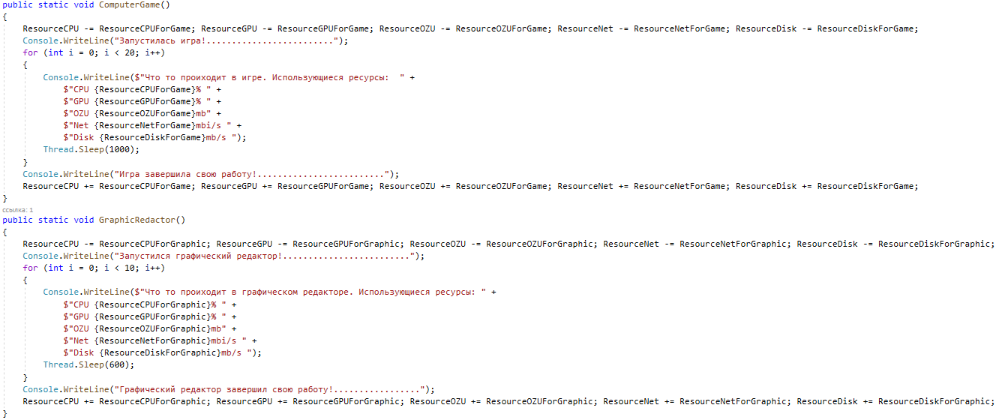 public static void ComputerGame()
{
ResourceCPU -= ResourceCPUForGame; ResourceGPU -= ResourceGPUForGame; ResourceOZU -= ResourceOZUForGame; ResourceNet -= ResourceNetForGame; ResourceDisk -= ResourceDiskForGame;
Console.WriteLine("Запустилась игра!.........................");
for (int i = 0; i < 20; i++)
{
Console.WriteLine($"Что то проиходит в игре. Использующиеся ресурсы:  " +
$"CPU {ResourceCPUForGame}% " +
$"GPU {ResourceGPUForGame}% " +
$"OZU {ResourceOZUForGame}mb" +
$"Net {ResourceNetForGame}mbi/s " +
$"Disk {ResourceDiskForGame}mb/s ");
Thread.Sleep(1000);
}
Console.WriteLine("Игра завершила свою работу!.........................");
ResourceCPU += ResourceCPUForGame; ResourceGPU += ResourceGPUForGame; ResourceOZU += ResourceOZUForGame; ResourceNet += ResourceNetForGame; ResourceDisk += ResourceDiskForGame;
}
ссылка: 1
public static void GraphicRedactor()
{
ResourceCPU -= ResourceCPUForGraphic; ResourceGPU -= ResourceGPUForGraphic; ResourceOZU -= ResourceOZUForGraphic; ResourceNet -= ResourceNetForGraphic; ResourceDisk -= ResourceDiskForGraphic;
Console.WriteLine("Запустился графический редактор!.........................");
for (int i = 0; i < 10; i++)
{
Console.WriteLine($"Что то проиходит в графическом редакторе. Использующиеся ресурсы: " +
$"CPU {ResourceCPUForGraphic}% " +
$"GPU {ResourceGPUForGraphic}% " +
$"OZU {ResourceOZUForGraphic}mb" +
$"Net {ResourceNetForGraphic}mbi/s " +
$"Disk {ResourceDiskForGraphic}mb/s ");
Thread.Sleep(600);
}
Console.WriteLine("Графический редактор завершил свою работу!.................");
ResourceCPU += ResourceCPUForGraphic; ResourceGPU += ResourceGPUForGraphic; ResourceOZU += ResourceOZUForGraphic; ResourceNet += ResourceNetForGraphic; ResourceDisk += ResourceDiskForGraphic;
}